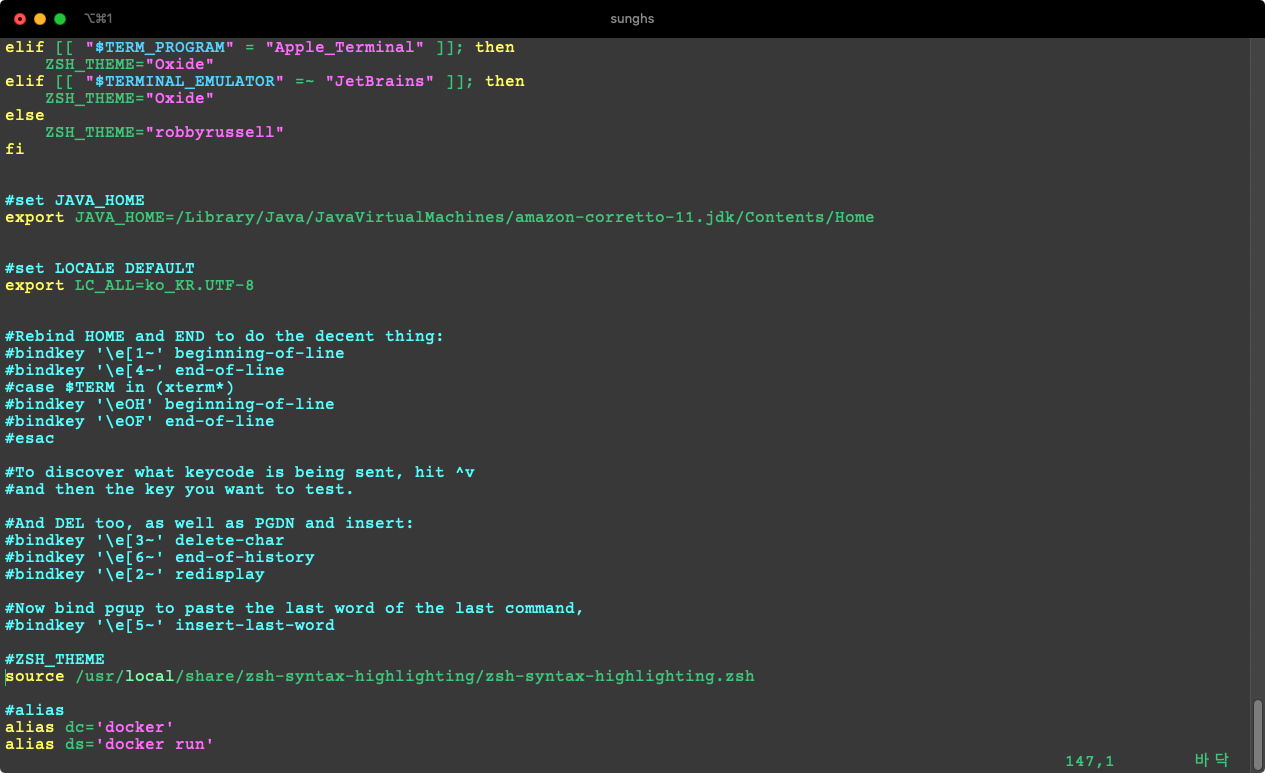 ⌥⌘1
sunghs
elif [[ "$TERM_PROGRAM" = "Apple_Terminal" ]]; then
    ZSH_THEME="Oxide"
elif [[ "$TERMINAL_EMULATOR" =~ "JetBrains" ]]; then
    ZSH_THEME="Oxide"
else
    ZSH_THEME="robbyrussell"
fi
#set JAVA_HOME
export JAVA_HOME=/Library/Java/JavaVirtualMachines/amazon-corretto-11.jdk/Contents/Home
#set LOCALE DEFAULT
export LC_ALL=ko_KR.UTF-8
#Rebind HOME and END to do the decent thing:
#bindkey '\e[1~' beginning-of-line
#bindkey '\e[4~' end-of-line
#case $TERM in (xterm*)
#bindkey '\eOH' beginning-of-line
#bindkey '\eOF' end-of-line
#esac
#To discover what keycode is being sent, hit ^v
#and then the key you want to test.
#And DEL too, as well as PGDN and insert:
#bindkey '\e[3~' delete-char
#bindkey '\e[6~' end-of-history
#bindkey '\e[2~' redisplay
#Now bind pgup to paste the last word of the last command,
#bindkey '\e[5~' insert-last-word
#ZSH_THEME
source /usr/local/share/zsh-syntax-highlighting/zsh-syntax-highlighting.zsh
#alias
alias dc='docker'
alias ds='docker run'
147,1 바닥